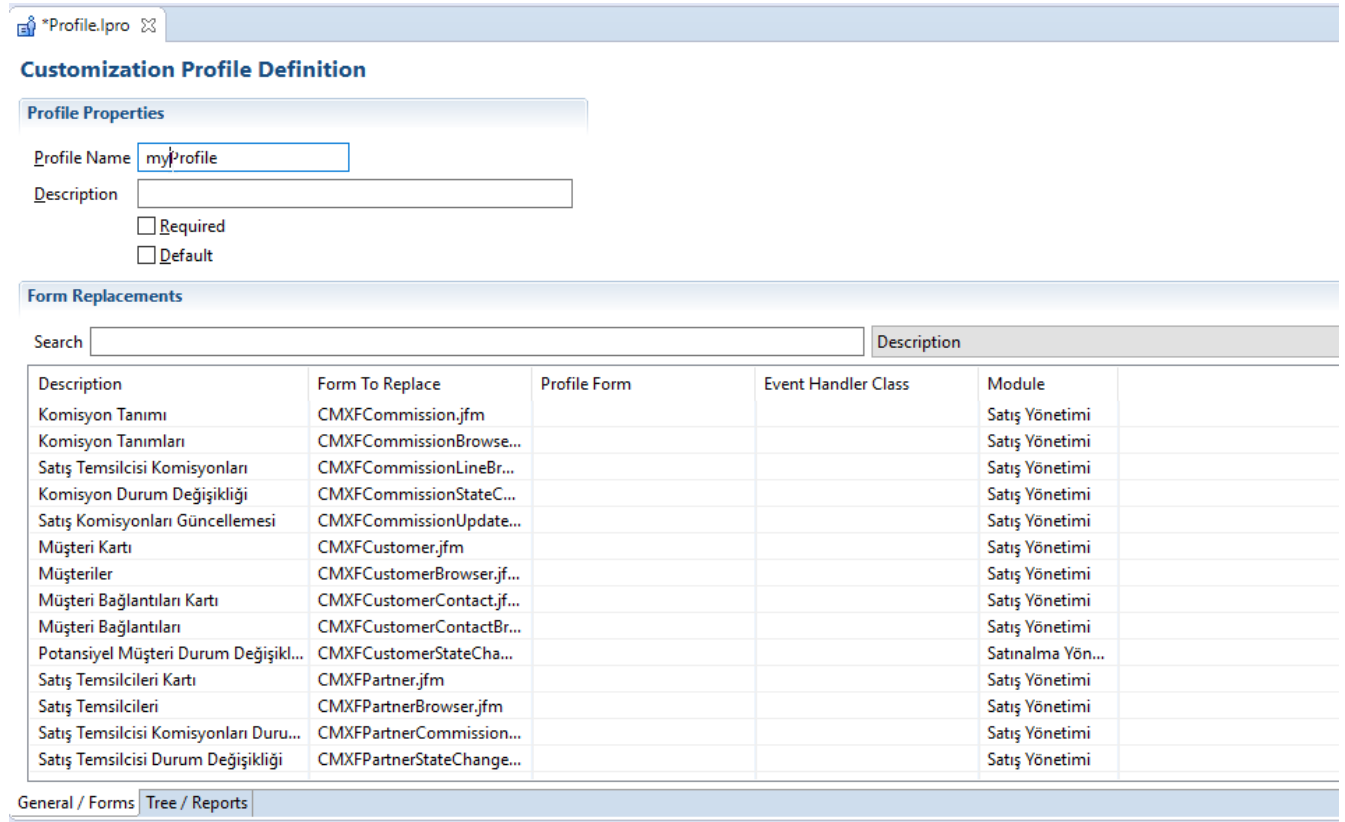 *Profile.lpro
Customization Profile Definition
Profile Properties
Profile Name myProfile
Description
Required
Default
Form Replacements
Search Description
Description Form To Replace Profile Form Event Handler Class Module
Komisyon Tanımı CMXFCommission.jfm Satış Yönetimi
Komisyon Tanımları CMXFCommissionBrowse... Satış Yönetimi
Satış Temsilcisi Komisyonları CMXFCommissionLineBr... Satış Yönetimi
Komisyon Durum Değişikliği CMXFCommissionStateC... Satış Yönetimi
Satış Komisyonları Güncellemesi CMXFCommissionUpdate... Satış Yönetimi
Müşteri Kartı CMXFCustomer.jfm Satış Yönetimi
Müşteriler CMXFCustomerBrowser.jf... Satış Yönetimi
Müşteri Bağlantıları Kartı CMXFCustomerContact.jf... Satış Yönetimi
Müşteri Bağlantıları CMXFCustomerContactBr... Satış Yönetimi
Potansiyel Müşteri Durum Değişikl... CMXFCustomerStateCha... Satınalma Yön...
Satış Temsilcileri Kartı CMXFPartner.jfm Satış Yönetimi
Satış Temsilcileri CMXFPartnerBrowser.jfm Satış Yönetimi
Satış Temsilcisi Komisyonları Duru... CMXFPartnerCommission... Satış Yönetimi
Satış Temsilcisi Durum Değişikliği CMXFPartnerStateChange... Satış Yönetimi
General / Forms Tree / Reports